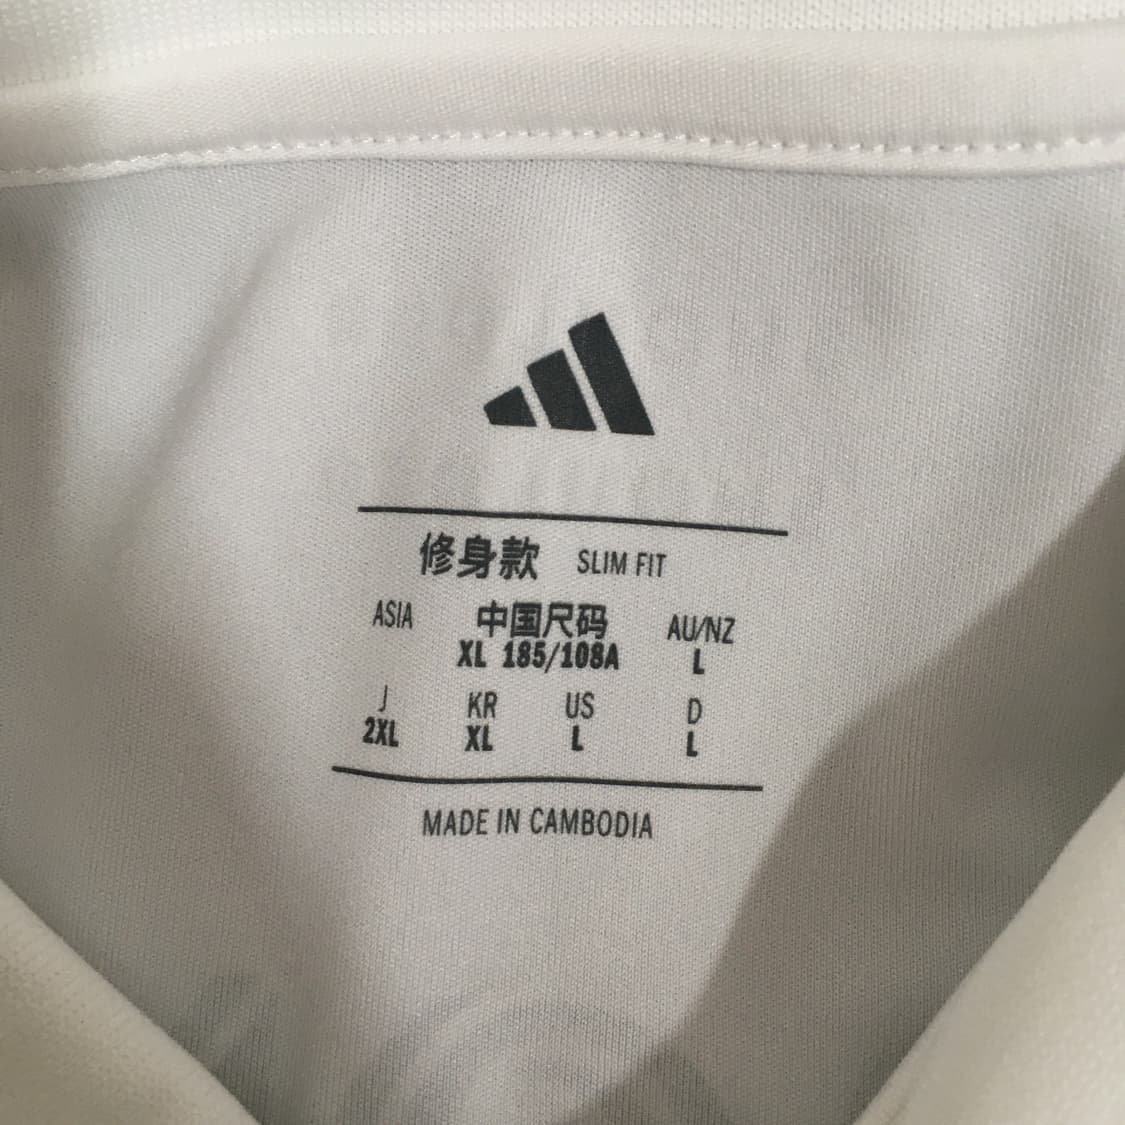 修身款 SLIM FIT
ASIA 中国尺码 AU/NZ
XL 185/108A L
J KR US D
2XL XL L L
MADE IN CAMBODIA